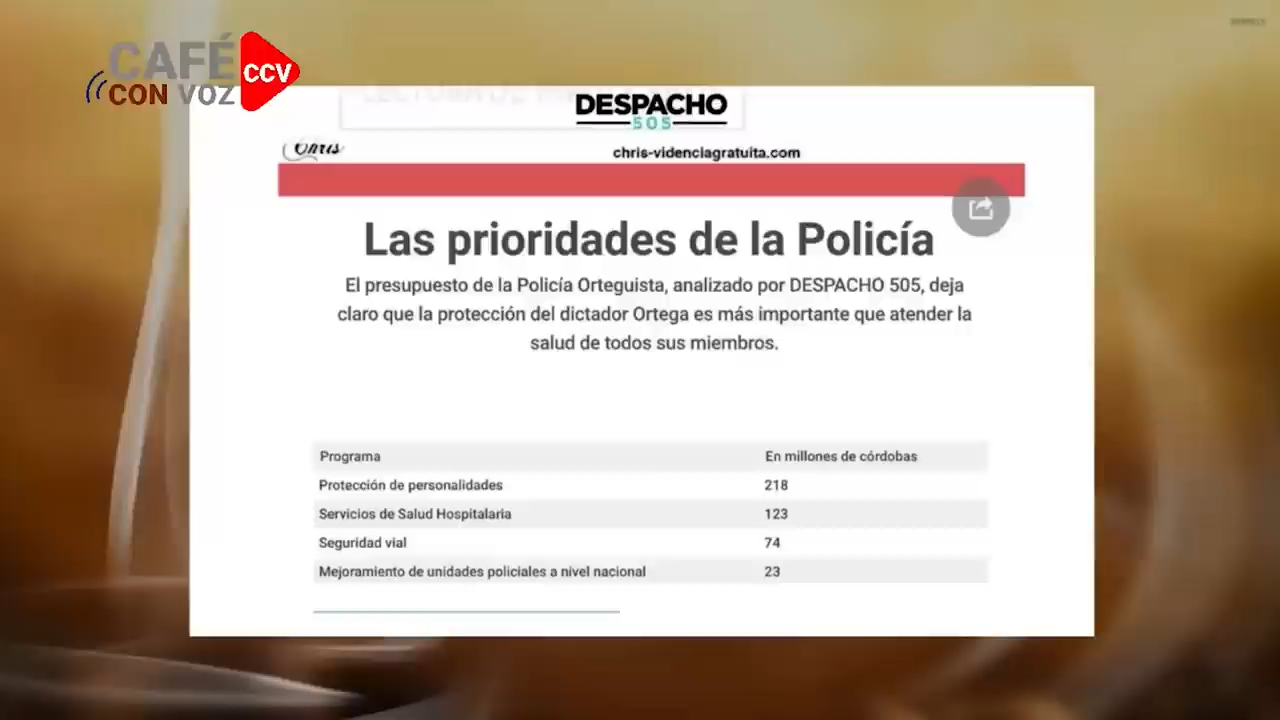 CAFÉ
CON VOZ
CCV
DESPACHO
505
Chris
chris-videnciagratuita.com
Las prioridades de la Policía
El presupuesto de la Policía Orteguista, analizado por DESPACHO 505, deja
claro que la protección del dictador Ortega es más importante que atender la
salud de todos sus miembros.
Programa En millones de córdobas
Protección de personalidades 218
Servicios de Salud Hospitalaria 123
Seguridad vial 74
Mejoramiento de unidades policiales a nivel nacional 23